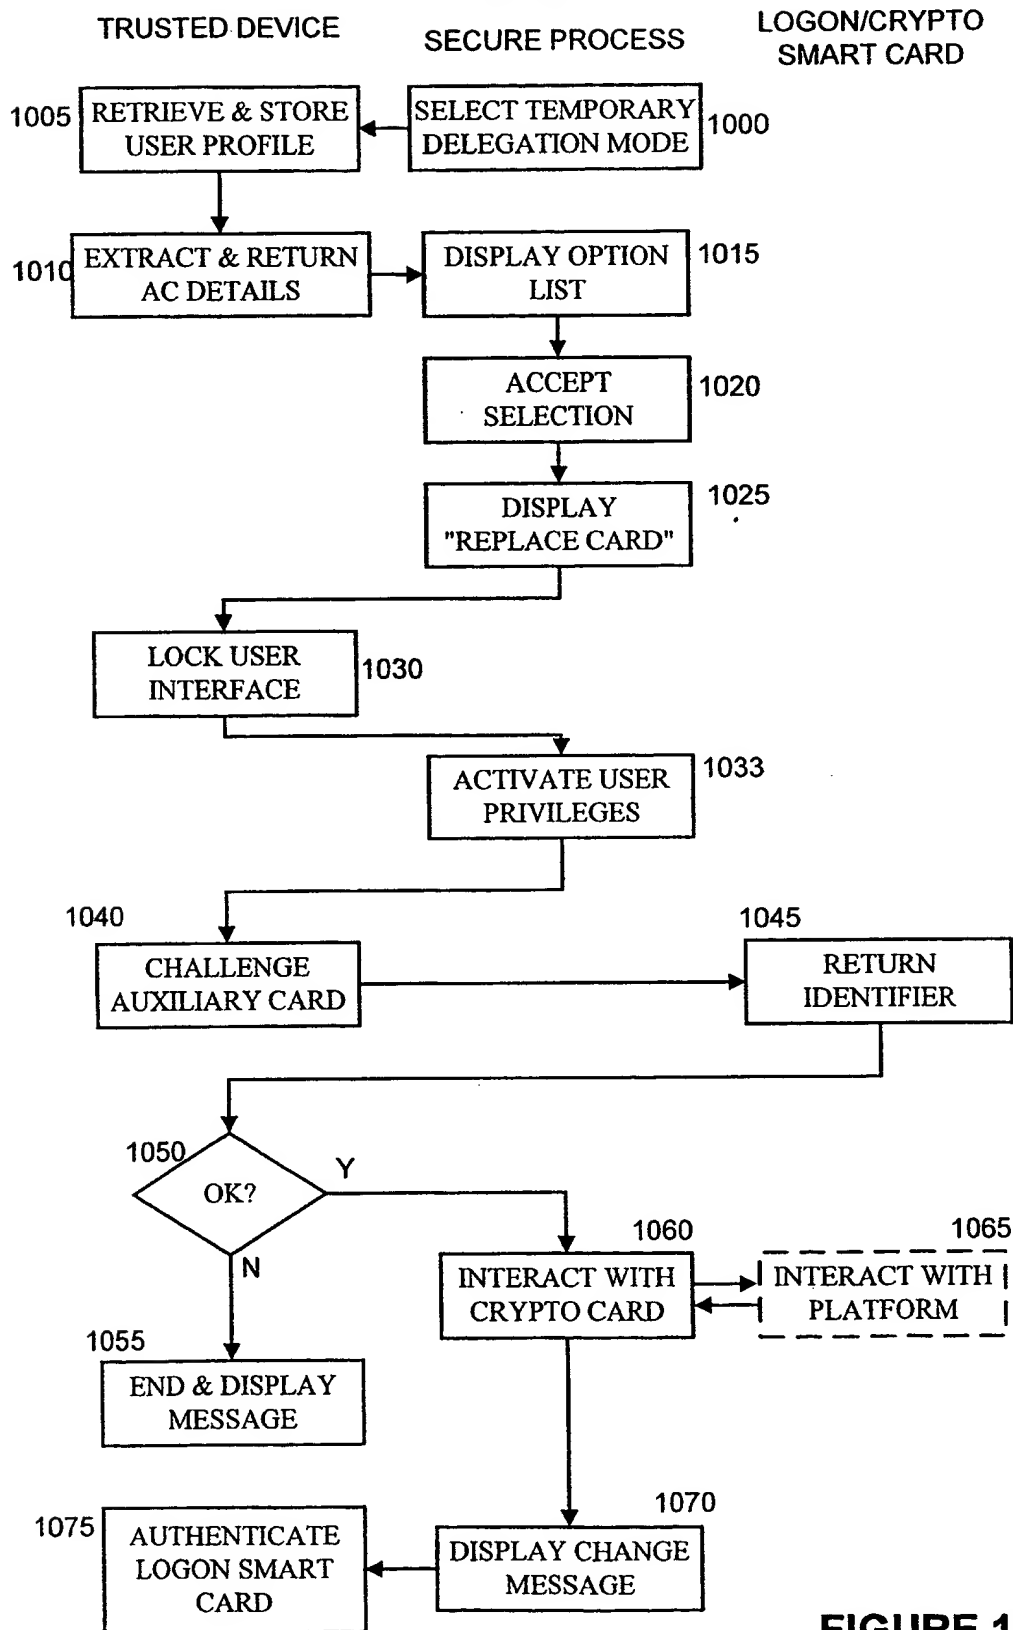 TRUSTED DEVICE
SECURE PROCESS
LOGON/CRYPTO
SMART CARD
1005
RETRIEVE & STORE
USER PROFILE
SELECT TEMPORARY
DELEGATION MODE
1000
1010
EXTRACT & RETURN
AC DETAILS
DISPLAY OPTION
LIST
1015
ACCEPT
SELECTION
1020
DISPLAY
"REPLACE CARD"
1025
LOCK USER
INTERFACE
1030
ACTIVATE USER
PRIVILEGES
1033
1040
CHALLENGE
AUXILIARY CARD
1045
RETURN
IDENTIFIER
1050
OK?
Y
N
1060
INTERACT WITH
CRYPTO CARD
1065
INTERACT WITH
PLATFORM
1055
END & DISPLAY
MESSAGE
1070
DISPLAY CHANGE
MESSAGE
1075
AUTHENTICATE
LOGON SMART
CARD
FIGURE 1